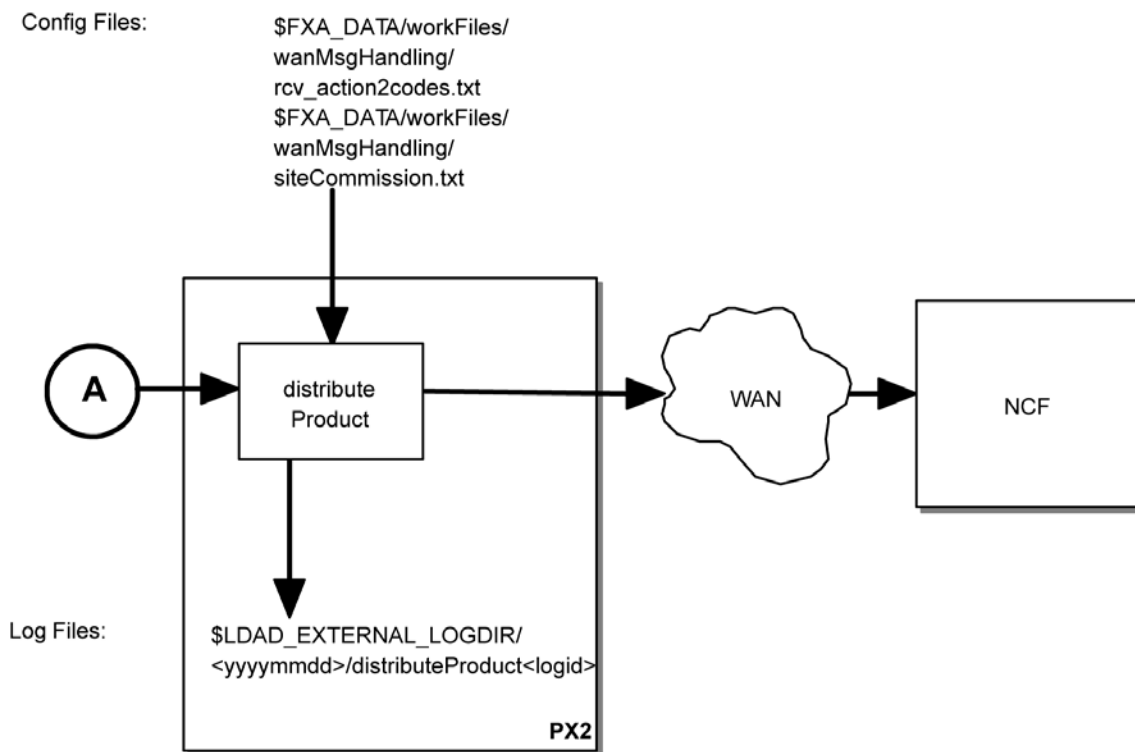 Config Files:
$FXA_DATA/workFiles/
wanMsgHandling/
rcv_action2codes.txt
$FXA_DATA/workFiles/
wanMsgHandling/
siteCommission.txt
A
distribute
Product
WAN
NCF
Log Files:
$LDAD_EXTERNAL_LOGDIR/
<yyyymmdd>/distributeProduct<logid>
PX2